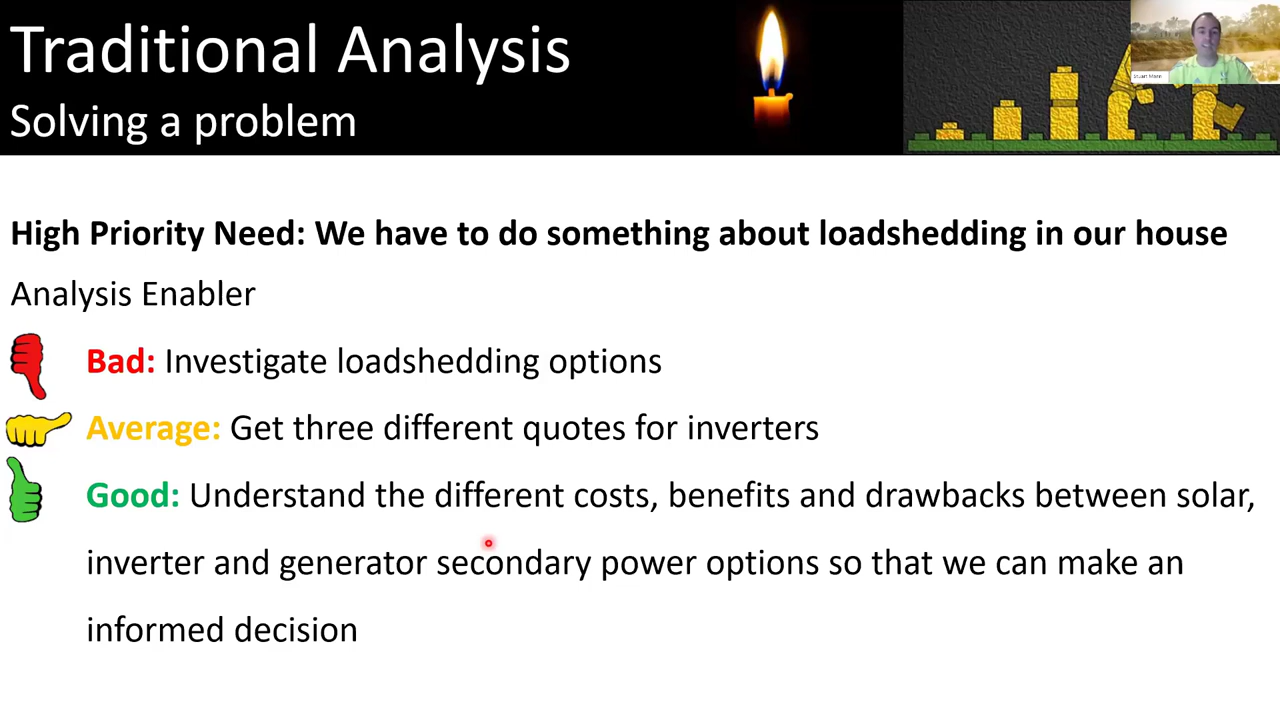 Traditional Analysis
Solving a problem
Stuart Mann
High Priority Need: We have to do something about loadshedding in our house
Analysis Enabler
Bad: Investigate loadshedding options
Average: Get three different quotes for inverters
Good: Understand the different costs, benefits and drawbacks between solar,
inverter and generator secondary power options so that we can make an
informed decision